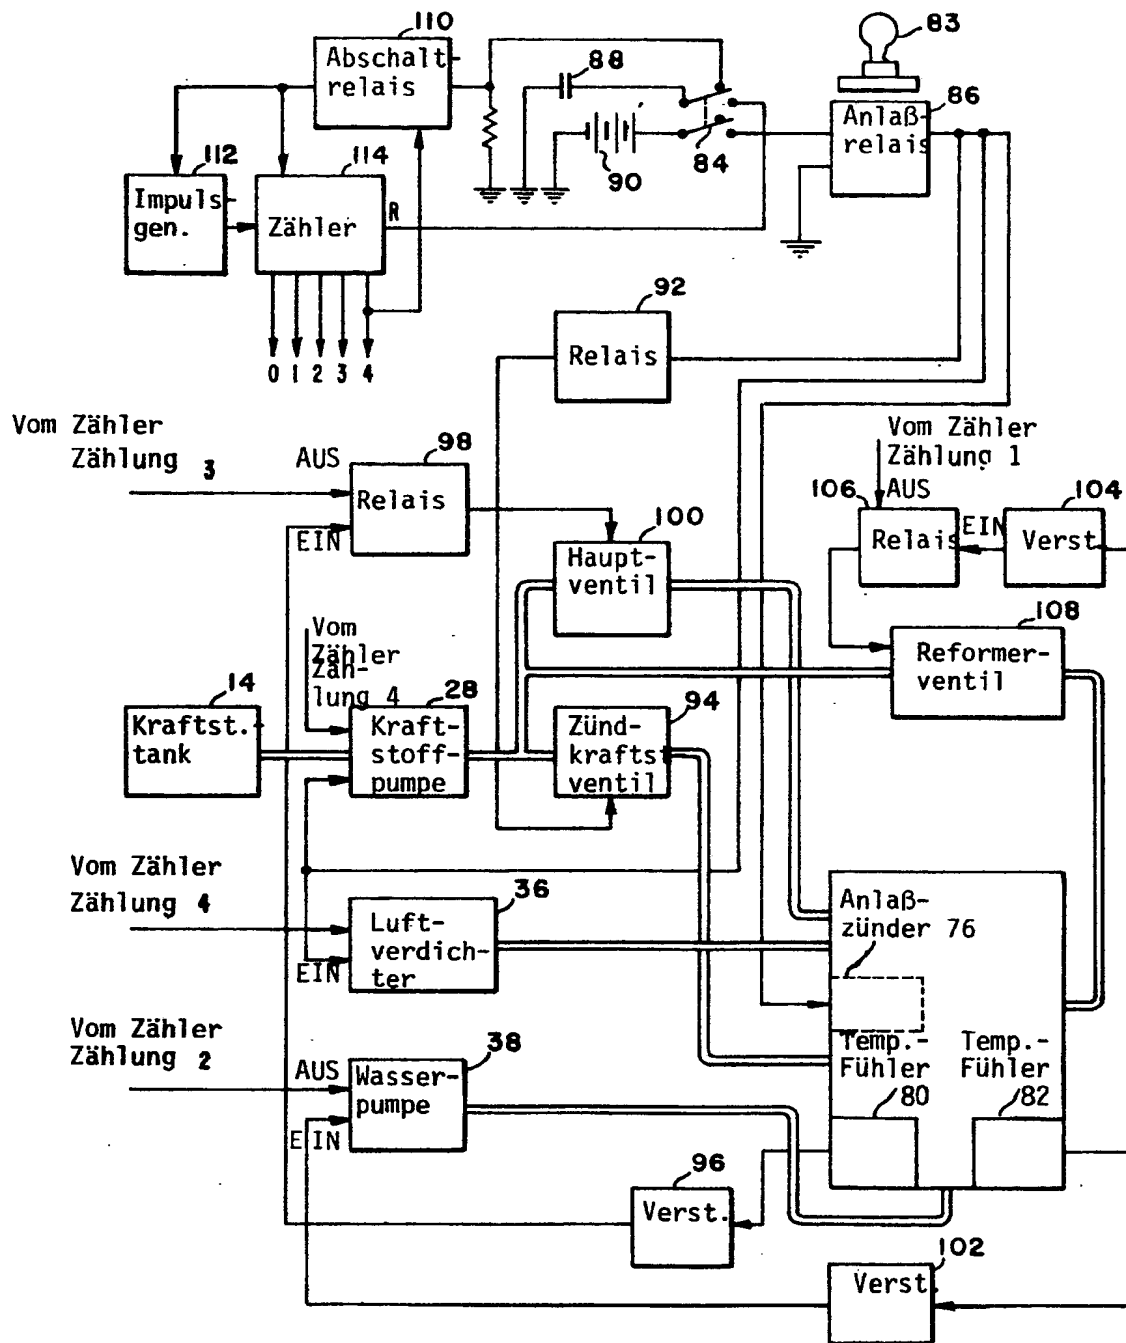 110
Abschalt-
relais
88
83
86
Anlaß-
relais
84
90
112
Impuls-
gen.
114
Zähler
R
0 1 2 3 4
92
Relais
Vom Zähler
Zählung 3
AUS
98
Relais
EIN
Vom Zähler
Zählung 1
AUS
106
Relais
EIN
104
Verst.
100
Haupt-
ventil
108
Reformer-
ventil
Vom
Zähler
Zäh-
lung 4
14
Kraftst.-
tank
28
Kraft-
stoff-
pumpe
94
Zünd-
kraftst
ventil
Vom Zähler
Zählung 4
36
Luft-
verdich-
ter
EIN
Anlaß-
zünder 76
Vom Zähler
Zählung 2
AUS
38
Wasser-
pumpe
EIN
Temp.-
Fühler
80
Temp.-
Fühler
82
96
Verst.
102
Verst.